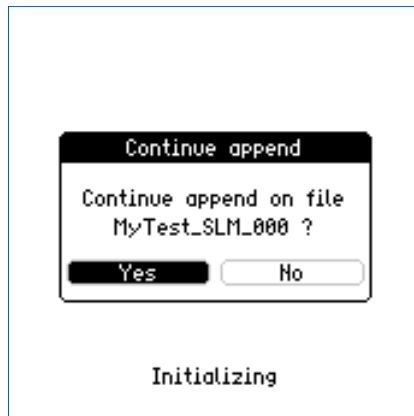 Continue append
Continue append on file
MyTest_SLM_000 ?
Yes No
Initializing